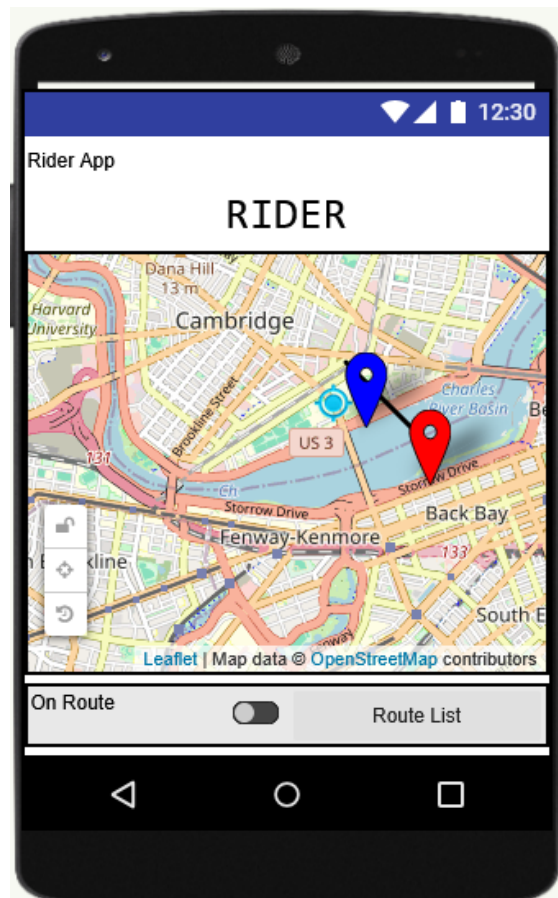 12:30
Rider App
RIDER
Dana Hill
13 m
Harvard
University
Cambridge
Charles
River Basin
Be
Brookline Street
US 3
131
Ch
Storrow Drive
Storrow Drive
Back Bay
Fenway-Kenmore
133
kline
South E
Leaflet | Map data © OpenStreetMap contributors
On Route
Route List